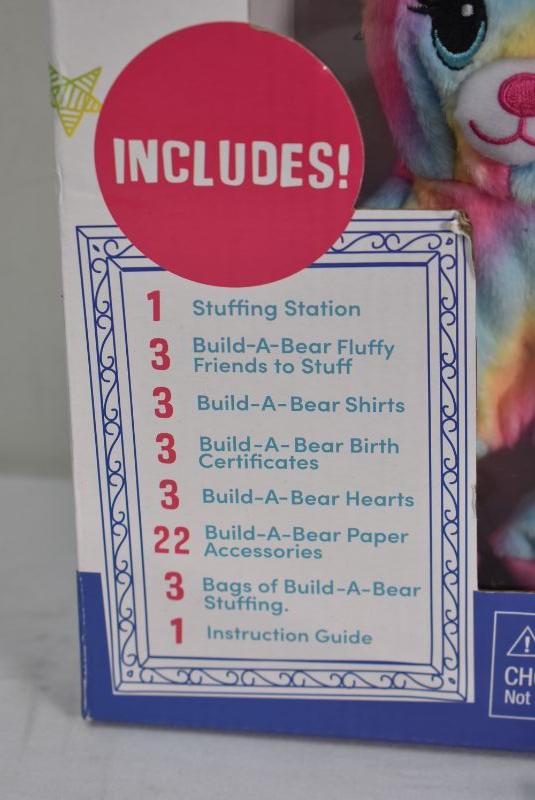 INCLUDES!
1 Stuffing Station
3 Build-A-Bear Fluffy
Friends to Stuff
3 Build-A-Bear Shirts
3 Build-A-Bear Birth
Certificates
3 Build-A-Bear Hearts
22 Build-A-Bear Paper
Accessories
3 Bags of Build-A-Bear
Stuffing.
1 Instruction Guide
Not